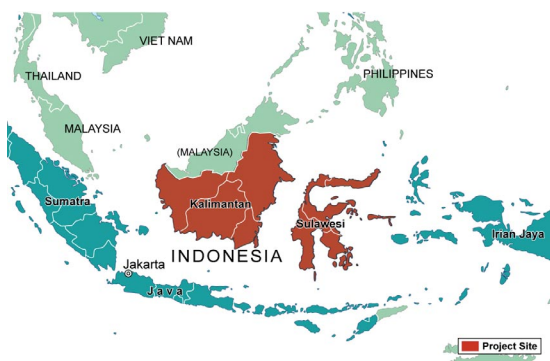 VIET NAM
THAILAND
PHILIPPINES
MALAYSIA
(MALAYSIA)
Sumatra
Kalimantan
Sulawesi
Irian Jaya
INDONESIA
Jakarta
Java
Project Site